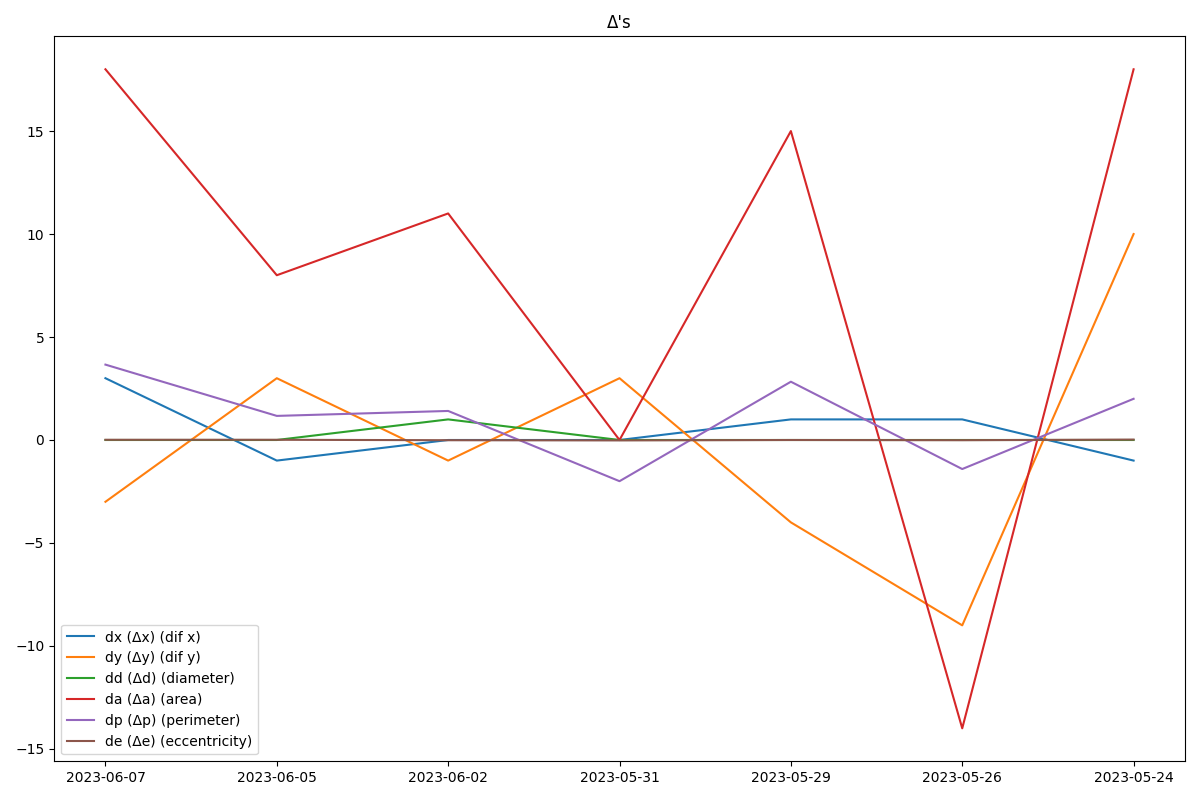 Δ's
15
10
5
0
−5
−10
−15
dx (Δx) (dif x)
dy (Δy) (dif y)
dd (Δd) (diameter)
da (Δa) (area)
dp (Δp) (perimeter)
de (Δe) (eccentricity)
2023-06-07 2023-06-05 2023-06-02 2023-05-31 2023-05-29 2023-05-26 2023-05-24